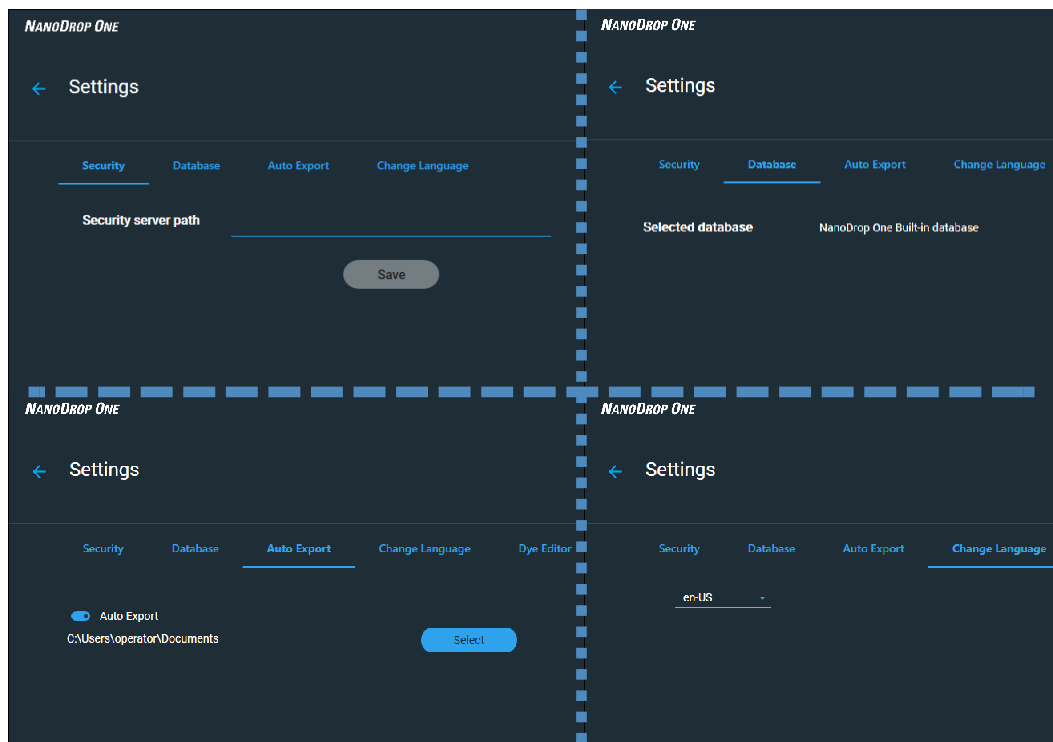 NANODROP ONE
Settings
Security Database Auto Export Change Language
Security server path
Save
NANODROP ONE
Settings
Security Database Auto Export Change Language
Selected database NanoDrop One Built-in database
NANODROP ONE
Settings
Security Database Auto Export Change Language Dye Editor
Auto Export
C:\Users\operator\Documents
Select
NANODROP ONE
Settings
Security Database Auto Export Change Language
en-US